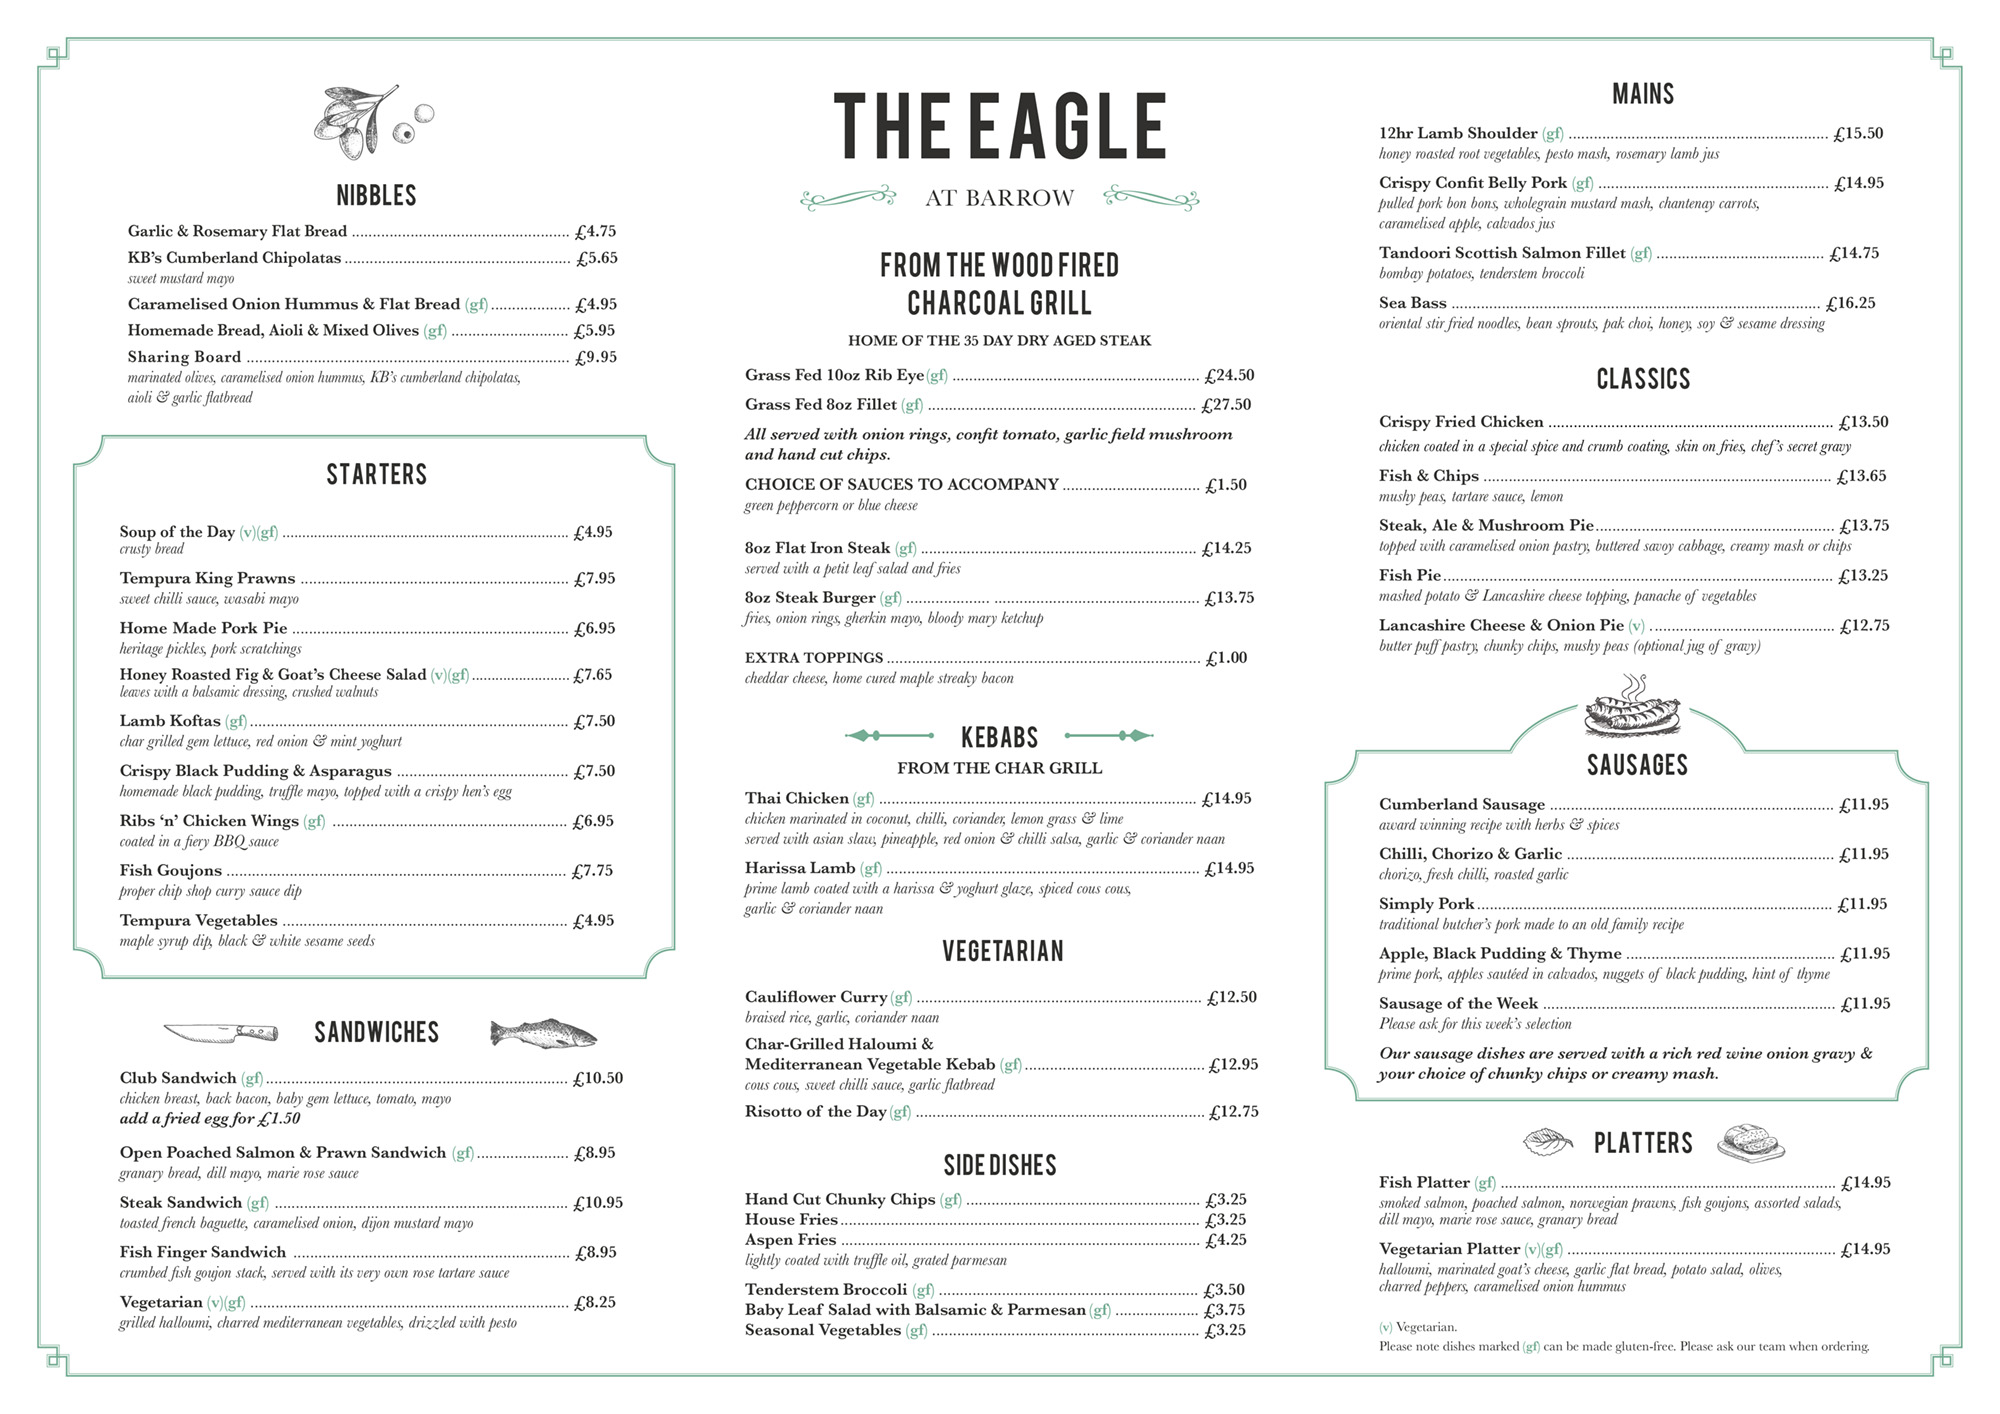 NIBBLES
Garlic & Rosemary Flat Bread ........ £4.75
KB's Cumberland Chipolatas ........ £5.65
sweet mustard mayo
Caramelised Onion Hummus & Flat Bread (gf) ........ £4.95
Homemade Bread, Aioli & Mixed Olives (gf) ........ £5.95
Sharing Board ........ £9.95
marinated olives, caramelised onion hummus, KB's cumberland chipolatas,
aioli & garlic flatbread
STARTERS
Soup of the Day (v)(gf) ........ £4.95
crusty bread
Tempura King Prawns ........ £7.95
sweet chilli sauce, wasabi mayo
Home Made Pork Pie ........ £6.95
heritage pickles, pork scratchings
Honey Roasted Fig & Goat's Cheese Salad (v)(gf) ........ £7.65
leaves with a balsamic dressing, crushed walnuts
Lamb Koftas (gf) ........ £7.50
char grilled gem lettuce, red onion & mint yoghurt
Crispy Black Pudding & Asparagus ........ £7.50
homemade black pudding, truffle mayo, topped with a crispy hen's egg
Ribs 'n' Chicken Wings (gf) ........ £6.95
coated in a fiery BBQ sauce
Fish Goujons ........ £7.75
proper chip shop curry sauce dip
Tempura Vegetables ........ £4.95
maple syrup dip, black & white sesame seeds
SANDWICHES
Club Sandwich (gf) ........ £10.50
chicken breast, back bacon, baby gem lettuce, tomato, mayo
add a fried egg for £1.50
Open Poached Salmon & Prawn Sandwich (gf) ........ £8.95
granary bread, dill mayo, marie rose sauce
Steak Sandwich (gf) ........ £10.95
toasted french baguette, caramelised onion, dijon mustard mayo
Fish Finger Sandwich ........ £8.95
crumbed fish goujon stack, served with its very own rose tartare sauce
Vegetarian (v)(gf) ........ £8.25
grilled halloumi, charred mediterranean vegetables, drizzled with pesto
THE EAGLE
AT BARROW
FROM THE WOOD FIRED
CHARCOAL GRILL
HOME OF THE 35 DAY DRY AGED STEAK
Grass Fed 10oz Rib Eye (gf) ........ £24.50
Grass Fed 8oz Fillet (gf) ........ £27.50
All served with onion rings, confit tomato, garlic field mushroom
and hand cut chips.
CHOICE OF SAUCES TO ACCOMPANY ........ £1.50
green peppercorn or blue cheese
8oz Flat Iron Steak (gf) ........ £14.25
served with a petit leaf salad and fries
8oz Steak Burger (gf) ........ £13.75
fries, onion rings, gherkin mayo, bloody mary ketchup
EXTRA TOPPINGS ........ £1.00
cheddar cheese, home cured maple streaky bacon
KEBABS
FROM THE CHAR GRILL
Thai Chicken (gf) ........ £14.95
chicken marinated in coconut, chilli, coriander, lemon grass & lime
served with asian slaw, pineapple, red onion & chilli salsa, garlic & coriander naan
Harissa Lamb (gf) ........ £14.95
prime lamb coated with a harissa & yoghurt glaze, spiced cous cous,
garlic & coriander naan
VEGETARIAN
Cauliflower Curry (gf) ........ £12.50
braised rice, garlic, coriander naan
Char-Grilled Haloumi &
Mediterranean Vegetable Kebab (gf) ........ £12.95
cous cous, sweet chilli sauce, garlic flatbread
Risotto of the Day (gf) ........ £12.75
SIDE DISHES
Hand Cut Chunky Chips (gf) ........ £3.25
House Fries ........ £3.25
Aspen Fries ........ £4.25
lightly coated with truffle oil, grated parmesan
Tenderstem Broccoli (gf) ........ £3.50
Baby Leaf Salad with Balsamic & Parmesan (gf) ........ £3.75
Seasonal Vegetables (gf) ........ £3.25
MAINS
12hr Lamb Shoulder (gf) ........ £15.50
honey roasted root vegetables, pesto mash, rosemary lamb jus
Crispy Confit Belly Pork (gf) ........ £14.95
pulled pork bon bons, wholegrain mustard mash, chantenay carrots,
caramelised apple, calvados jus
Tandoori Scottish Salmon Fillet (gf) ........ £14.75
bombay potatoes, tenderstem broccoli
Sea Bass ........ £16.25
oriental stir fried noodles, bean sprouts, pak choi, honey, soy & sesame dressing
CLASSICS
Crispy Fried Chicken ........ £13.50
chicken coated in a special spice and crumb coating, skin on fries, chef's secret gravy
Fish & Chips ........ £13.65
mushy peas, tartare sauce, lemon
Steak, Ale & Mushroom Pie ........ £13.75
topped with caramelised onion pastry, buttered savoy cabbage, creamy mash or chips
Fish Pie ........ £13.25
mashed potato & Lancashire cheese topping, panache of vegetables
Lancashire Cheese & Onion Pie (v) ........ £12.75
butter puff pastry, chunky chips, mushy peas (optional jug of gravy)
SAUSAGES
Cumberland Sausage ........ £11.95
award winning recipe with herbs & spices
Chilli, Chorizo & Garlic ........ £11.95
chorizo, fresh chilli, roasted garlic
Simply Pork ........ £11.95
traditional butcher's pork made to an old family recipe
Apple, Black Pudding & Thyme ........ £11.95
prime pork, apples sautéed in calvados, nuggets of black pudding, hint of thyme
Sausage of the Week ........ £11.95
Please ask for this week's selection
Our sausage dishes are served with a rich red wine onion gravy &
your choice of chunky chips or creamy mash.
PLATTERS
Fish Platter (gf) ........ £14.95
smoked salmon, poached salmon, norwegian prawns, fish goujons, assorted salads,
dill mayo, marie rose sauce, granary bread
Vegetarian Platter (v)(gf) ........ £14.95
halloumi, marinated goat's cheese, garlic flat bread, potato salad, olives,
charred peppers, caramelised onion hummus
(v) Vegetarian.
Please note dishes marked (gf) can be made gluten-free. Please ask our team when ordering.